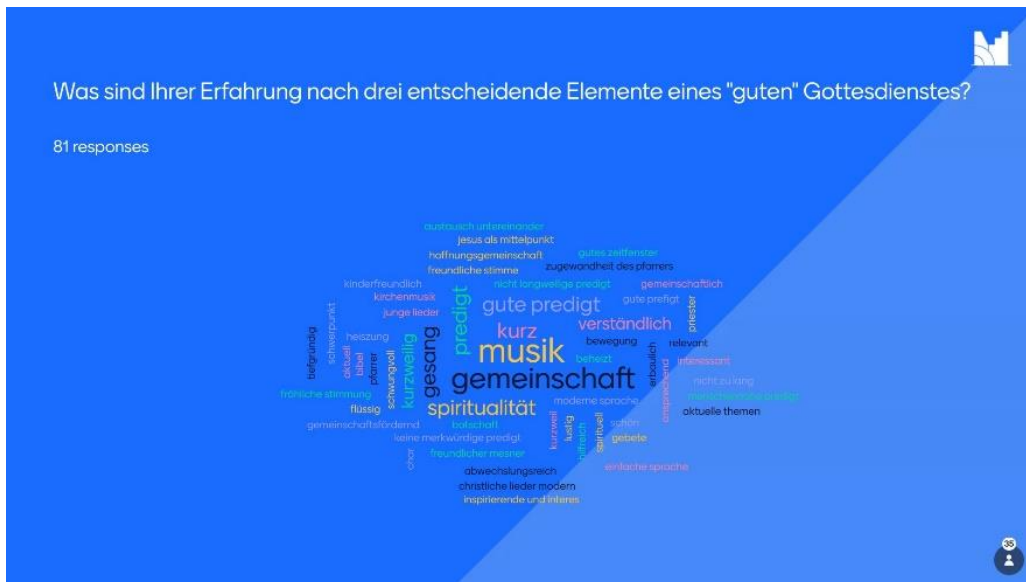 Was sind Ihrer Erfahrung nach drei entscheidende Elemente eines "guten" Gottesdienstes?
81 responses
austausch untereinander
jesus als mittelpunkt
hoffnungsgemeinschaft
gutes zeitfenster
freundliche stimme
zugewandheit des pfarrers
kinderfreundlich
nicht langweilige predigt
gemeinschaftlich
kirchenmusik
predigt
gute predigt
gute prefigt
priester
junge lieder
schwerpunkt
tiefgründig
heiszung
gesang
kurz
verständlich
bewegung
relevant
aktuell
bibel
pfarrer
schwungvoll
kurzweilig
musik
beheizt
erbaulich
interessant
gemeinschaft
ansprechend
nicht zu lang
fröhliche stimmung
flüssig
spiritualität
moderne sprache
aktuelle themen
gemeinschaftsfördernd
botschaft
kurzweil
lustig
hilfreich
spirituell
schön
gebete
keine merkwürdige predigt
chor
freundlicher mesner
einfache sprache
abwechslungsreich
christliche lieder modern
inspirierende und interes
35